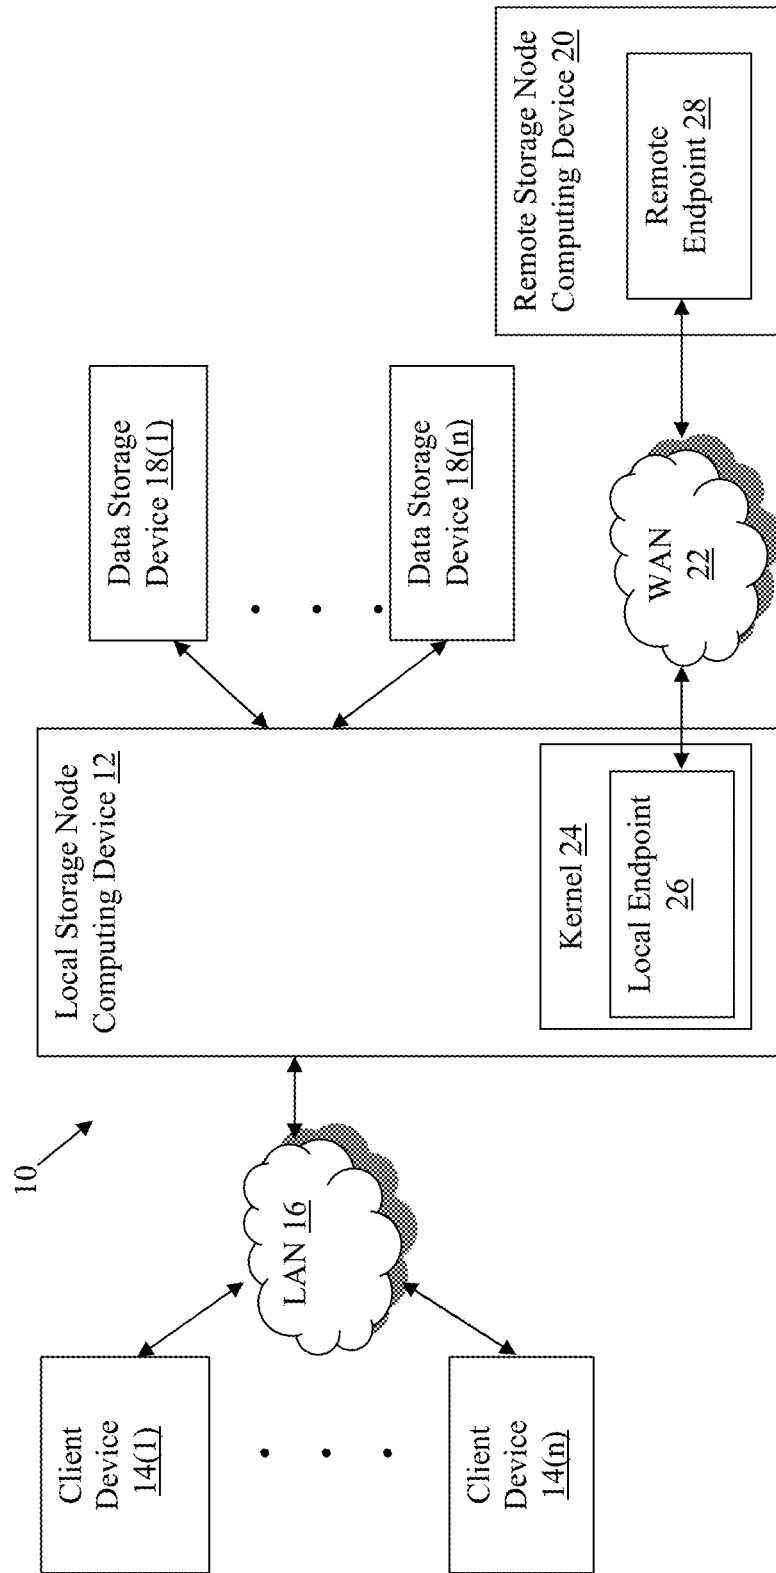 10
Client
Device
14(1)
Client
Device
14(n)
LAN 16
Local Storage Node
Computing Device 12
Kernel 24
Local Endpoint
26
Data Storage
Device 18(1)
Data Storage
Device 18(n)
WAN
22
Remote Storage Node
Computing Device 20
Remote
Endpoint 28